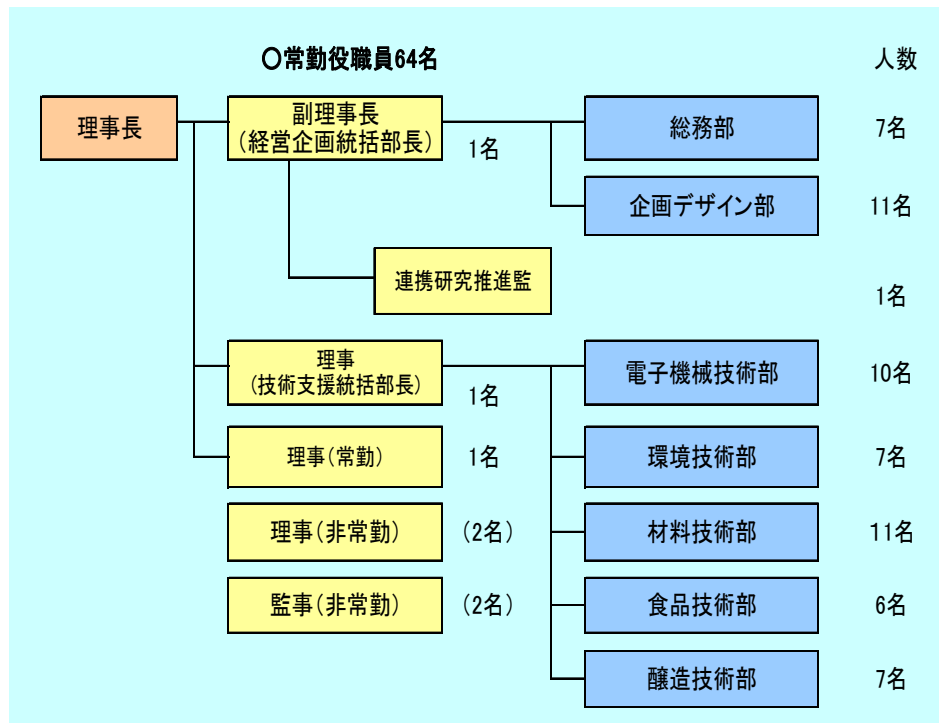 ○常勤役職員64名
人数
理事長
副理事長
(経営企画統括部長)
1名
総務部
7名
企画デザイン部
11名
連携研究推進監
1名
理事
(技術支援統括部長)
1名
電子機械技術部
10名
理事(常勤)
1名
環境技術部
7名
理事(非常勤)
(2名)
材料技術部
11名
監事(非常勤)
(2名)
食品技術部
6名
醸造技術部
7名